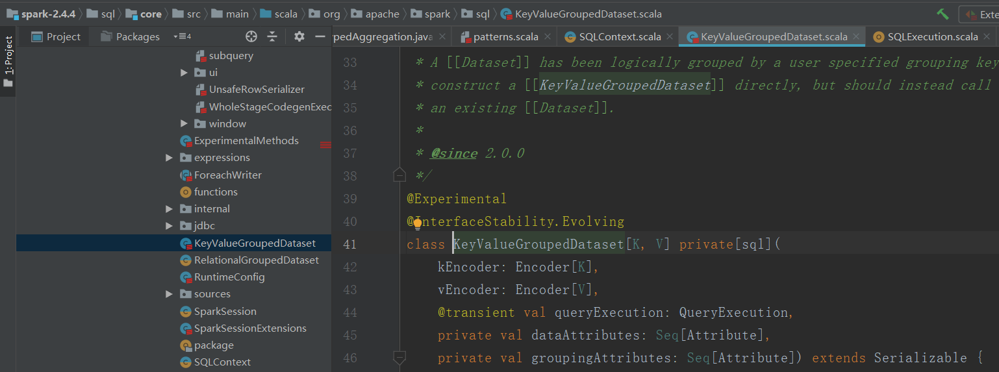 spark-2.4.4 sql core src main scala org apache spark sql KeyValueGroupedDataset.scala
Project Packages 4
pedAggregation.java patterns.scala SQLContext.scala KeyValueGroupedDataset.scala SQLExecution.scala
1: Project
subquery
ui
UnsafeRowSerializer
WholeStageCodegenExec
window
ExperimentalMethods
expressions
ForeachWriter
functions
internal
jdbc
KeyValueGroupedDataset
RelationalGroupedDataset
RuntimeConfig
sources
SparkSession
SparkSessionExtensions
package
SQLContext
33 * A [[Dataset]] has been logically grouped by a user specified grouping key
34 * construct a [[KeyValueGroupedDataset]] directly, but should instead call
35 * an existing [[Dataset]].
36 *
37 * @since 2.0.0
38 */
39 @Experimental
40 @InterfaceStability.Evolving
41 class KeyValueGroupedDataset[K, V] private[sql](
42 kEncoder: Encoder[K],
43 vEncoder: Encoder[V],
44 @transient val queryExecution: QueryExecution,
45 private val dataAttributes: Seq[Attribute],
46 private val groupingAttributes: Seq[Attribute]) extends Serializable {